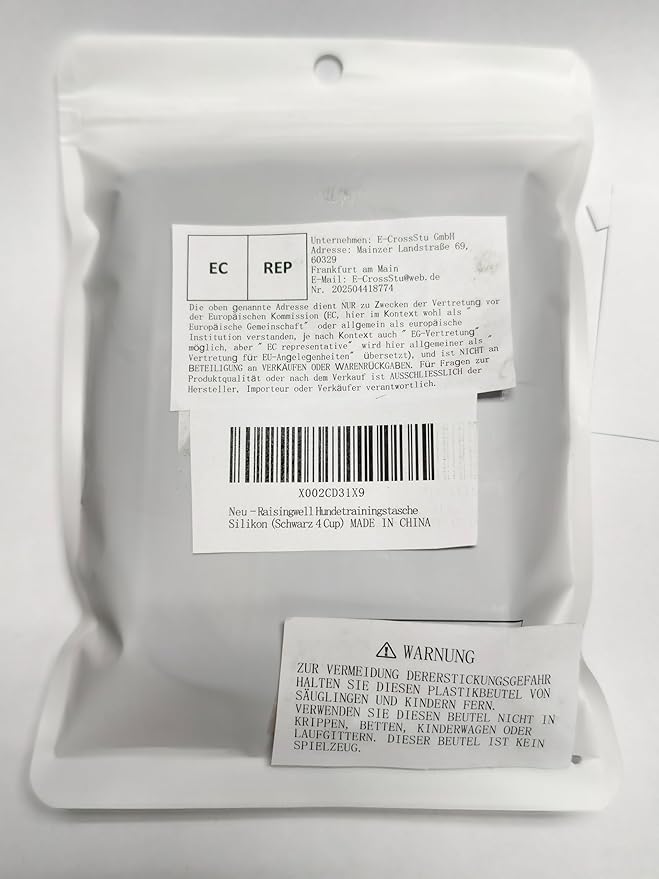 EC REP
Unternehmen: E-CrossStu GmbH
Adresse: Mainzer Landstraße 69,
60329
Frankfurt am Main
E-Mail: E-CrossStu@web.de
Nr. 202504418774
Die oben genannte Adresse dient NUR zu Zwecken der Vertretung vor
der Europäischen Kommission (EC, hier im Kontext wohl als "
Europäische Gemeinschaft" oder allgemein als europäische
Institution verstanden, je nach Kontext auch " EG-Vertretung"
möglich, aber " EC representative" wird hier allgemeiner als "
Vertretung für EU-Angelegenheiten" übersetzt), und ist NICHT an
BETEILIGUNG an VERKÄUFEN ODER WARENRÜCKGABEN. Für Fragen zur
Produktqualität oder nach dem Verkauf ist AUSSCHLIESSLICH der
Hersteller, Importeur oder Verkäufer verantwortlich.
X002CD31X9
Neu - Raisingwell Hundetrainingstasche
Silikon (Schwarz 4 Cup) MADE IN CHINA
⚠ WARNUNG
ZUR VERMEIDUNG DERERSTICKUNGSGEFAHR
HALTEN SIE DIESEN PLASTIKBEUTEL VON
SÄUGLINGEN UND KINDERN FERN.
VERWENDEN SIE DIESEN BEUTEL NICHT IN
KRIPPEN, BETTEN, KINDERWAGEN ODER
LAUFGITTERN. DIESER BEUTEL IST KEIN
SPIELZEUG.